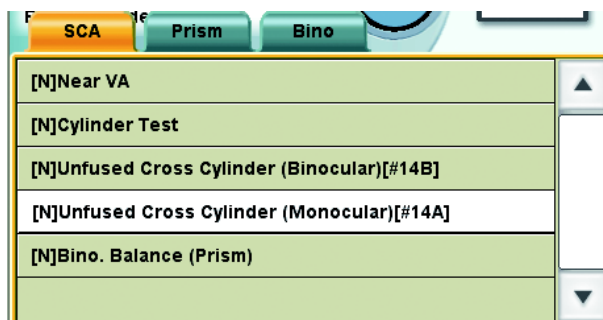 SCA
Prism
Bino
[N]Near VA
[N]Cylinder Test
[N]Unfused Cross Cylinder (Binocular)[#14B]
[N]Unfused Cross Cylinder (Monocular)[#14A]
[N]Bino. Balance (Prism)